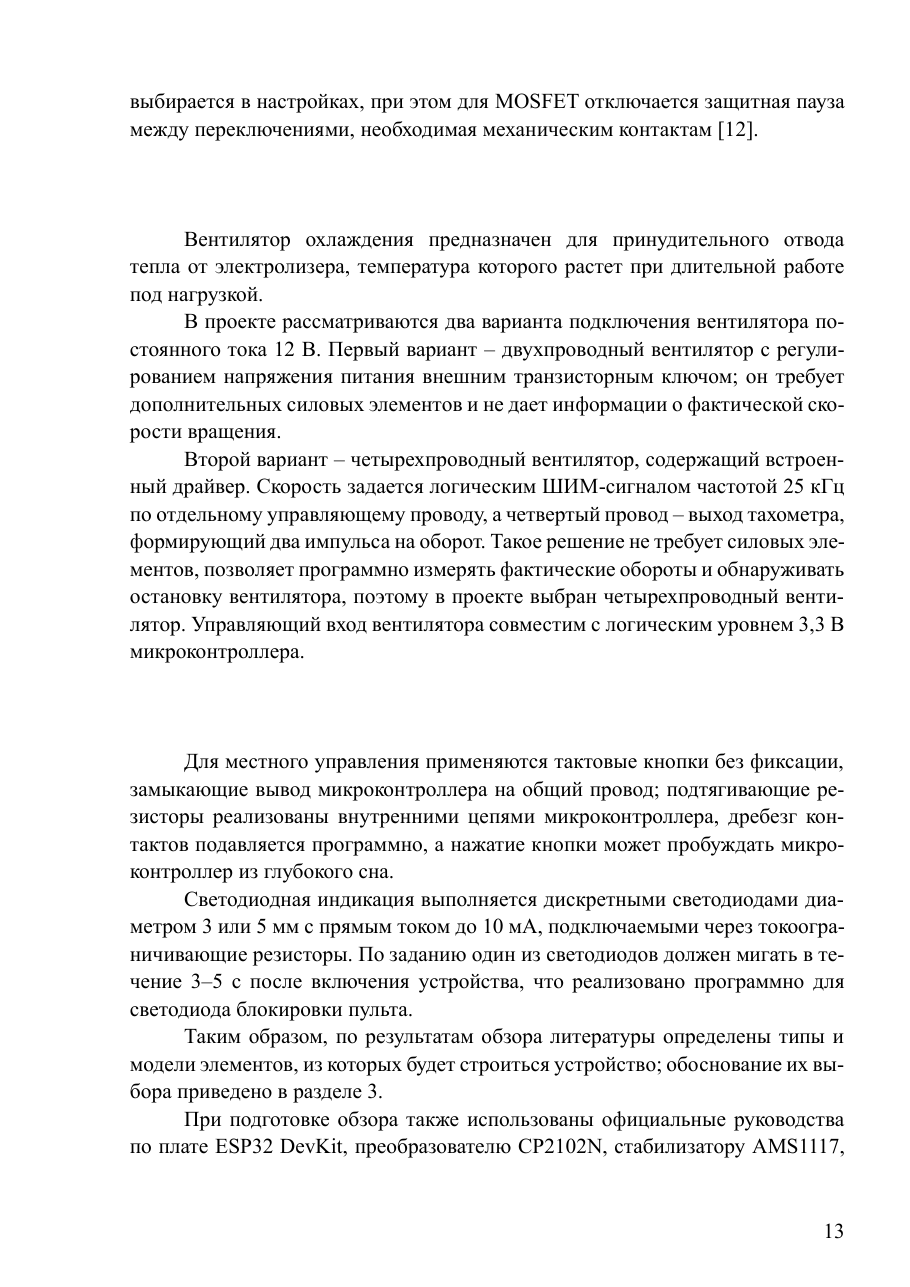 выбирается в настройках, при этом для MOSFET отключается защитная пауза
между переключениями, необходимая механическим контактам [12].
Вентилятор охлаждения предназначен для принудительного отвода
тепла от электролизера, температура которого растет при длительной работе
под нагрузкой.
В проекте рассматриваются два варианта подключения вентилятора по-
стоянного тока 12 В. Первый вариант – двухпроводный вентилятор с регули-
рованием напряжения питания внешним транзисторным ключом; он требует
дополнительных силовых элементов и не дает информации о фактической ско-
рости вращения.
Второй вариант – четырехпроводный вентилятор, содержащий встроен-
ный драйвер. Скорость задается логическим ШИМ-сигналом частотой 25 кГц
по отдельному управляющему проводу, а четвертый провод – выход тахометра,
формирующий два импульса на оборот. Такое решение не требует силовых эле-
ментов, позволяет программно измерять фактические обороты и обнаруживать
остановку вентилятора, поэтому в проекте выбран четырехпроводный венти-
лятор. Управляющий вход вентилятора совместим с логическим уровнем 3,3 В
микроконтроллера.
Для местного управления применяются тактовые кнопки без фиксации,
замыкающие вывод микроконтроллера на общий провод; подтягивающие ре-
зисторы реализованы внутренними цепями микроконтроллера, дребезг кон-
тактов подавляется программно, а нажатие кнопки может пробуждать микро-
контроллер из глубокого сна.
Светодиодная индикация выполняется дискретными светодиодами диа-
метром 3 или 5 мм с прямым током до 10 мА, подключаемыми через токоогра-
ничивающие резисторы. По заданию один из светодиодов должен мигать в те-
чение 3–5 с после включения устройства, что реализовано программно для
светодиода блокировки пульта.
Таким образом, по результатам обзора литературы определены типы и
модели элементов, из которых будет строиться устройство; обоснование их вы-
бора приведено в разделе 3.
При подготовке обзора также использованы официальные руководства
по плате ESP32 DevKit, преобразователю CP2102N, стабилизатору AMS1117,
13